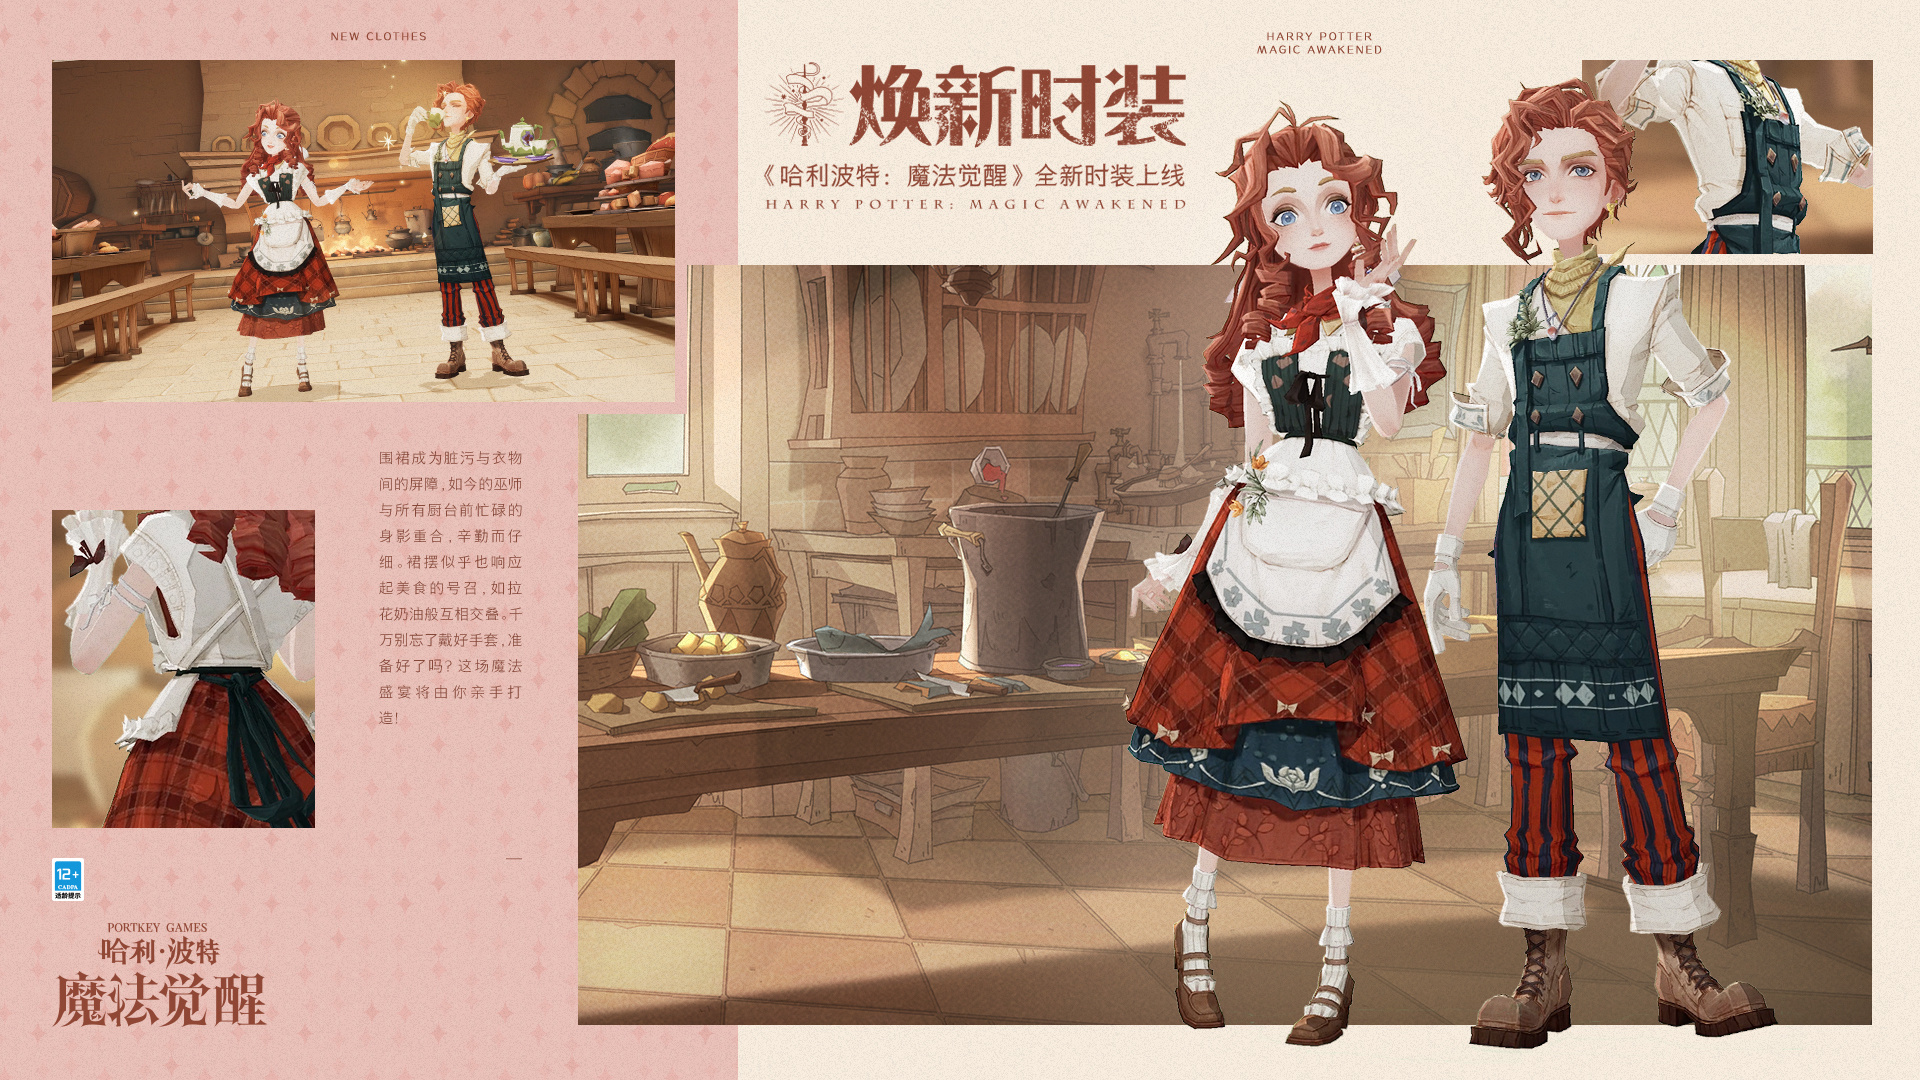 NEW CLOTHES
HARRY POTTER
MAGIC AWAKENED
焕新时装
《哈利波特：魔法觉醒》全新时装上线
HARRY POTTER: MAGIC AWAKENED
围裙成为脏污与衣物
间的屏障，如今的巫师
与所有厨台前忙碌的
身影重合，辛勤而仔
细。裙摆似乎也响应
起美食的号召，如拉
花奶油般互相交叠。千
万别忘了戴好手套，准
备好了吗？这场魔法
盛宴将由你亲手打
造！
12+
CADPA
适龄提示
PORTKEY GAMES
哈利·波特
魔法觉醒